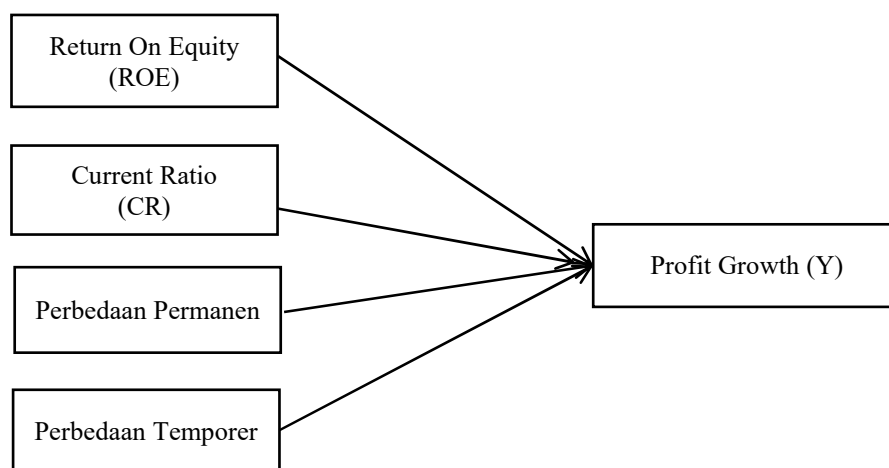 Return On Equity
(ROE)
Current Ratio
(CR)
Profit Growth (Y)
Perbedaan Permanen
Perbedaan Temporer